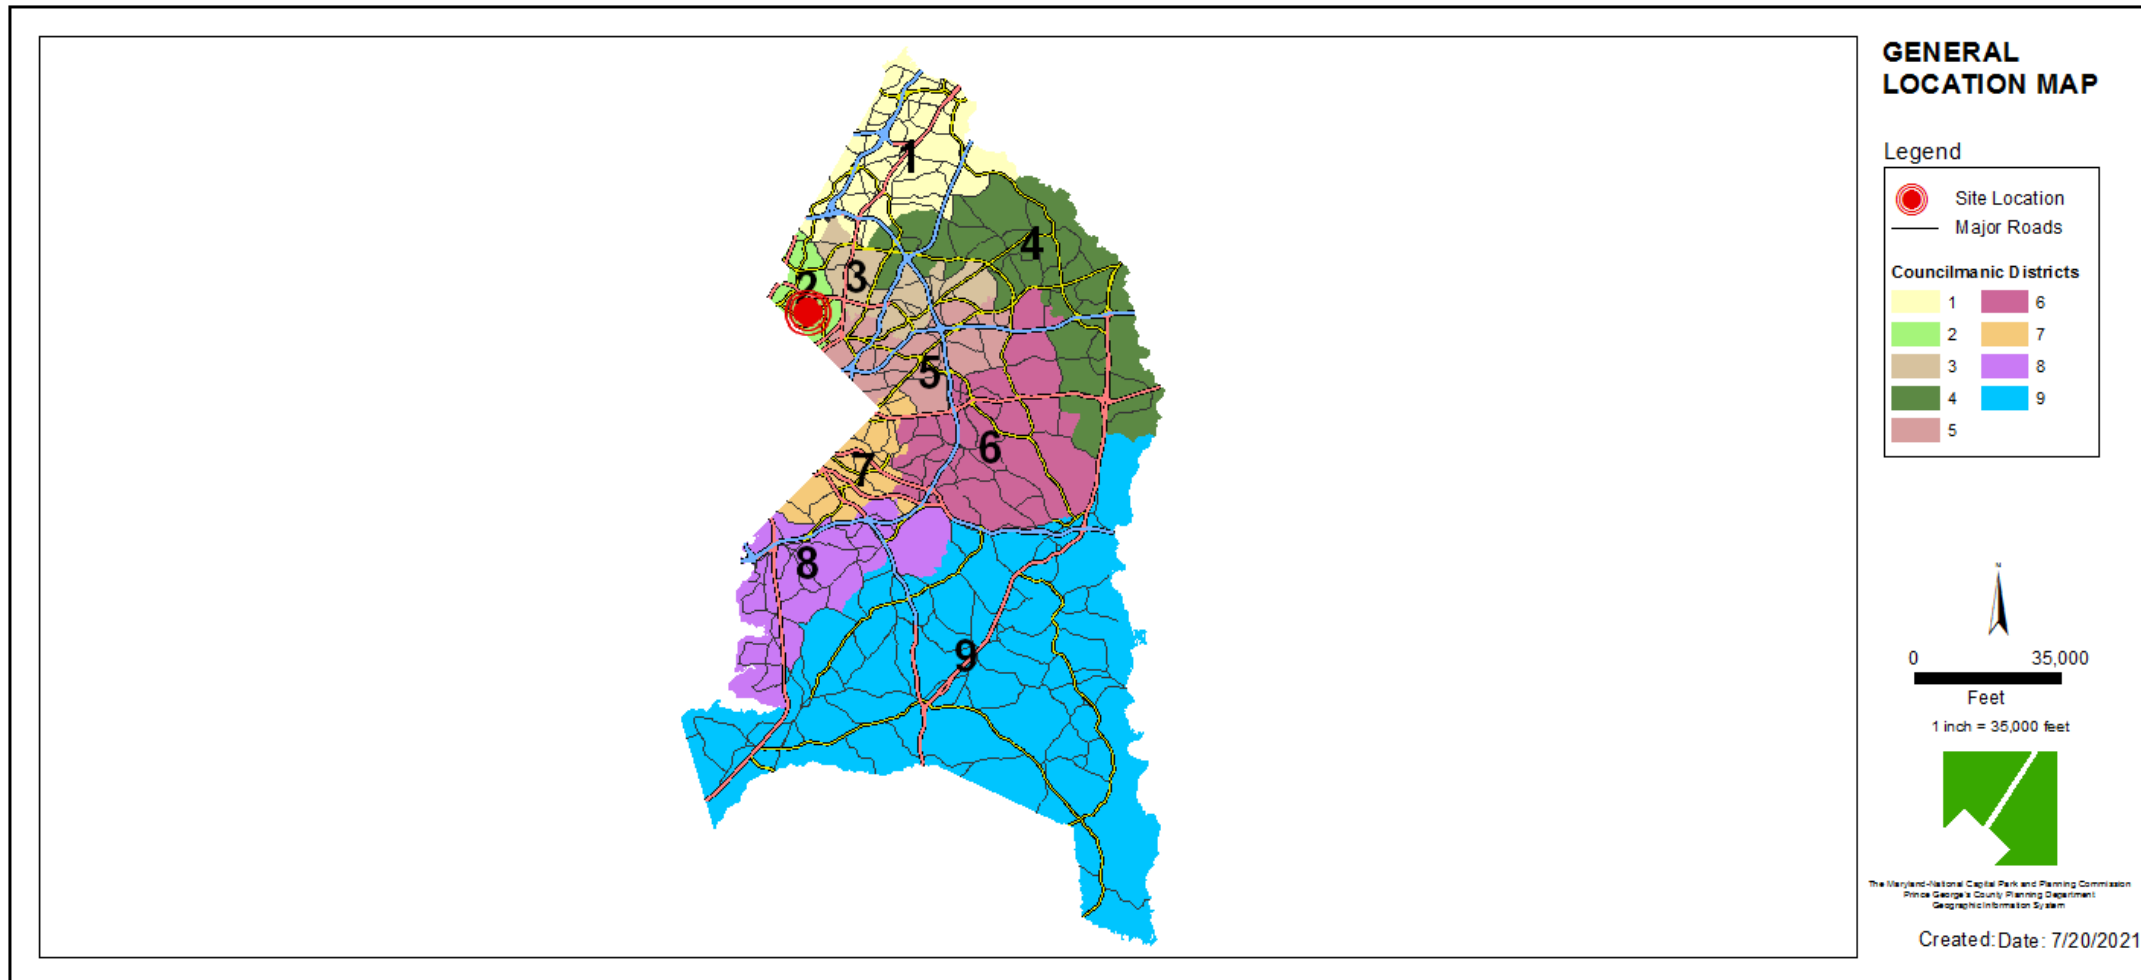 GENERAL
LOCATION MAP
Legend
Site Location
Major Roads
Councilmanic Districts
1 6
2 7
3 8
4 9
5
1
2
3
4
5
6
7
8
9
N
0 35,000
Feet
1 inch = 35,000 feet
The Maryland-National Capital Park and Planning Commission
Prince George's County Planning Department
Geographic Information System
Created: Date: 7/20/2021